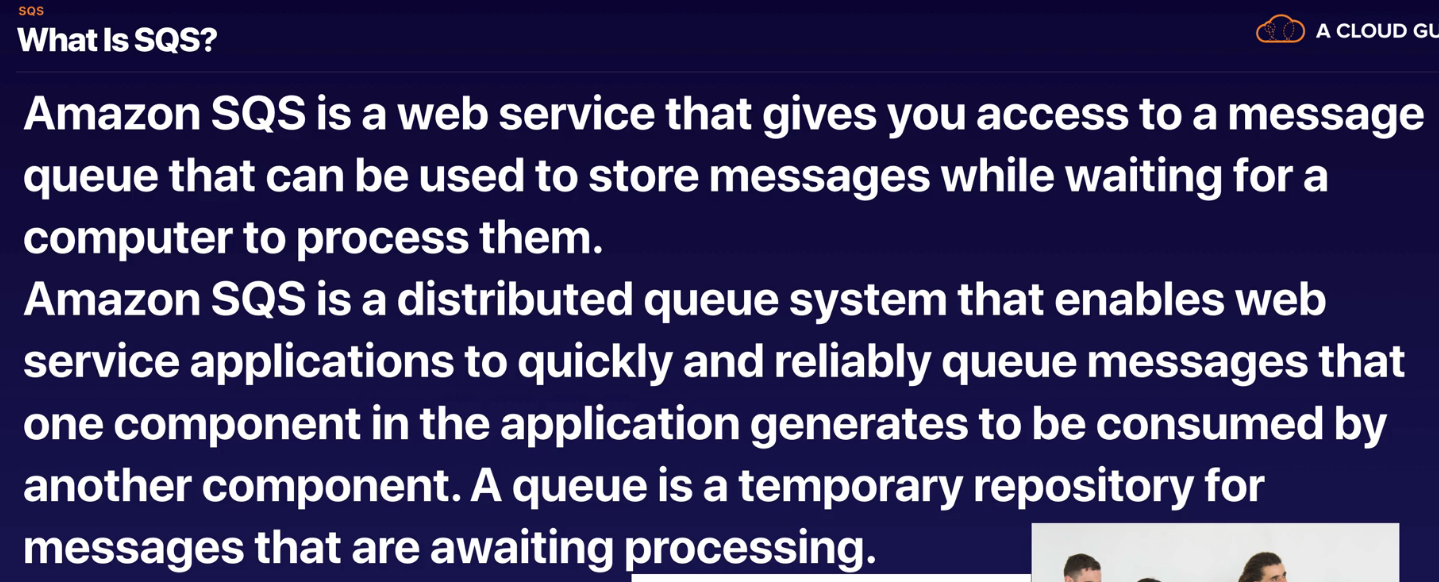 SQS
What Is SQS?
A CLOUD GU
Amazon SQS is a web service that gives you access to a message
queue that can be used to store messages while waiting for a
computer to process them.
Amazon SQS is a distributed queue system that enables web
service applications to quickly and reliably queue messages that
one component in the application generates to be consumed by
another component. A queue is a temporary repository for
messages that are awaiting processing.